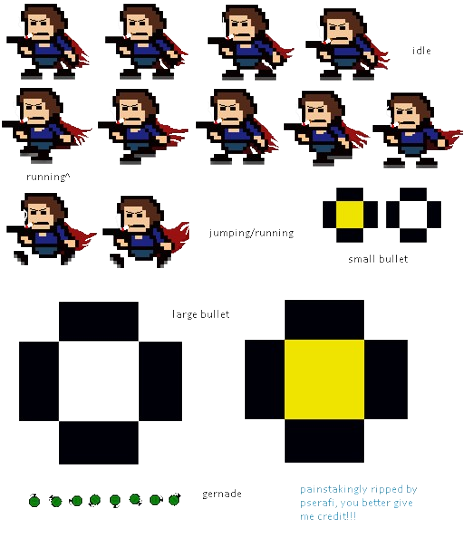 idle
running^
jumping/running
small bullet
large bullet
gernade
painstakingly ripped by
pserafi, you better give
me credit!!!